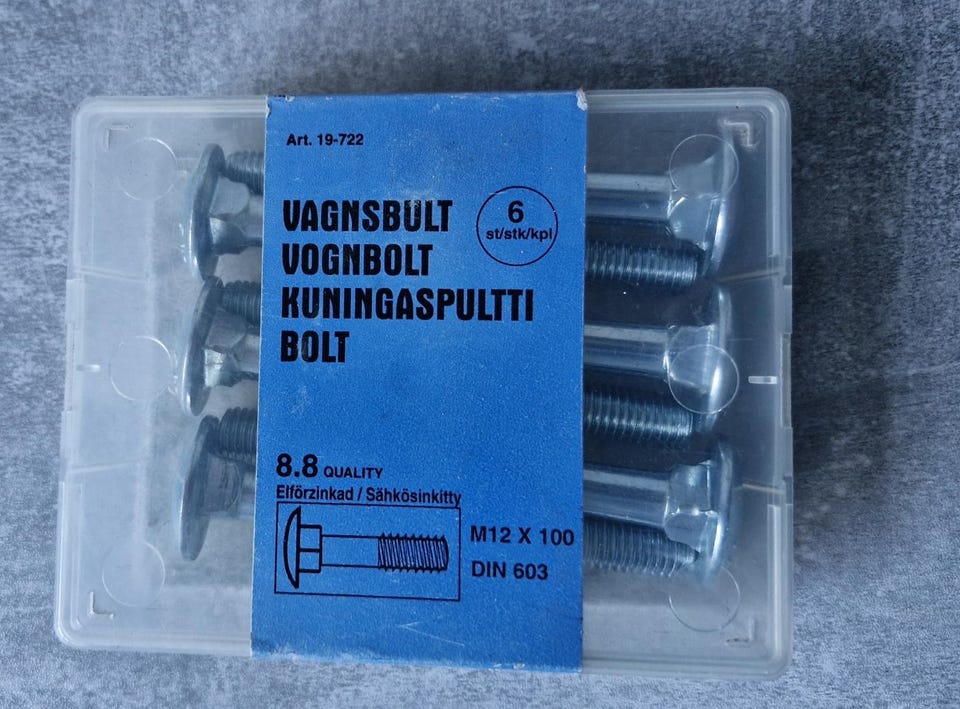 Art. 19-722
VAGNSBULT
VOGNBOLT
KUNINGASPULTTI
BOLT
6
st/stk/kpl
8.8 QUALITY
Elförzinkad / Sähkösinkitty
M12 X 100
DIN 603